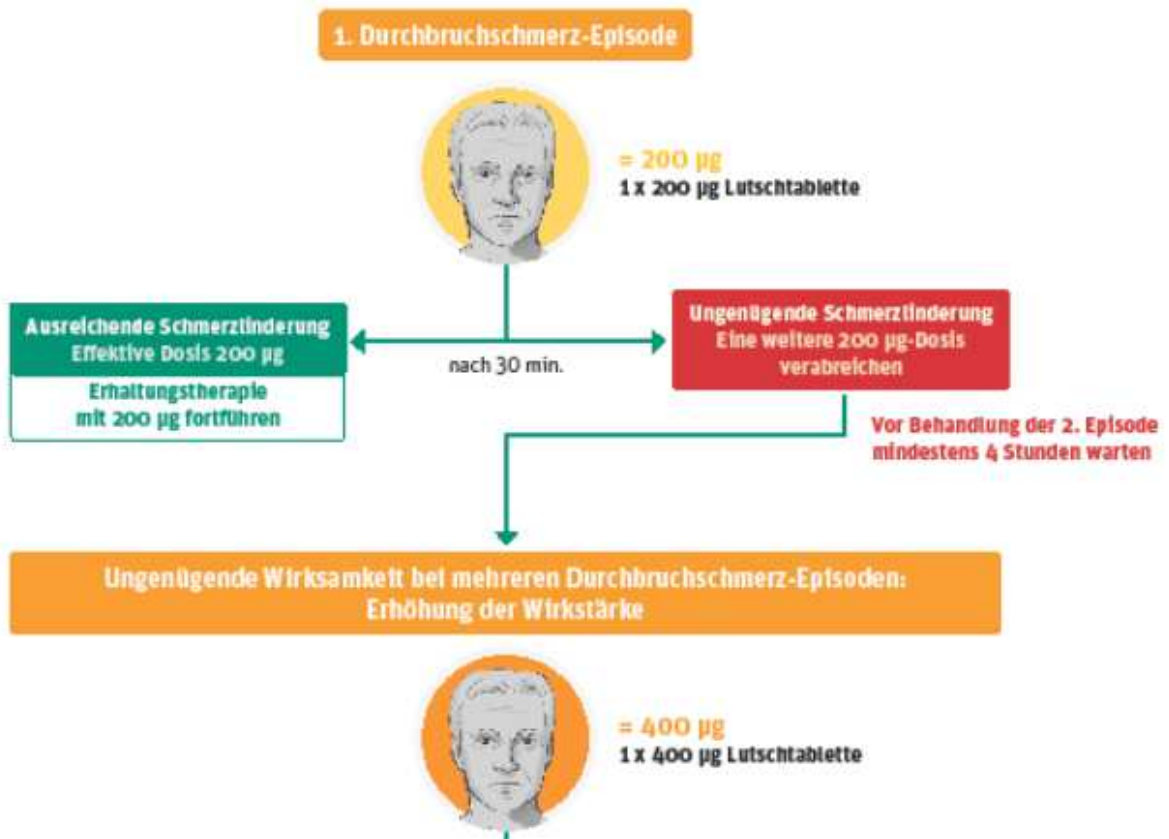 1. Durchbruchschmerz-Episode
= 200 µg
1 x 200 µg Lutschtablette
Ausreichende Schmerzlinderung
Effektive Dosis 200 µg
Erhaltungstherapie
mit 200 µg fortführen
nach 30 min.
Ungenügende Schmerzlinderung
Eine weitere 200 µg-Dosis
verabreichen
Vor Behandlung der 2. Episode
mindestens 4 Stunden warten
Ungenügende Wirksamkeit bei mehreren Durchbruchschmerz-Episoden:
Erhöhung der Wirkstärke
= 400 µg
1 x 400 µg Lutschtablette